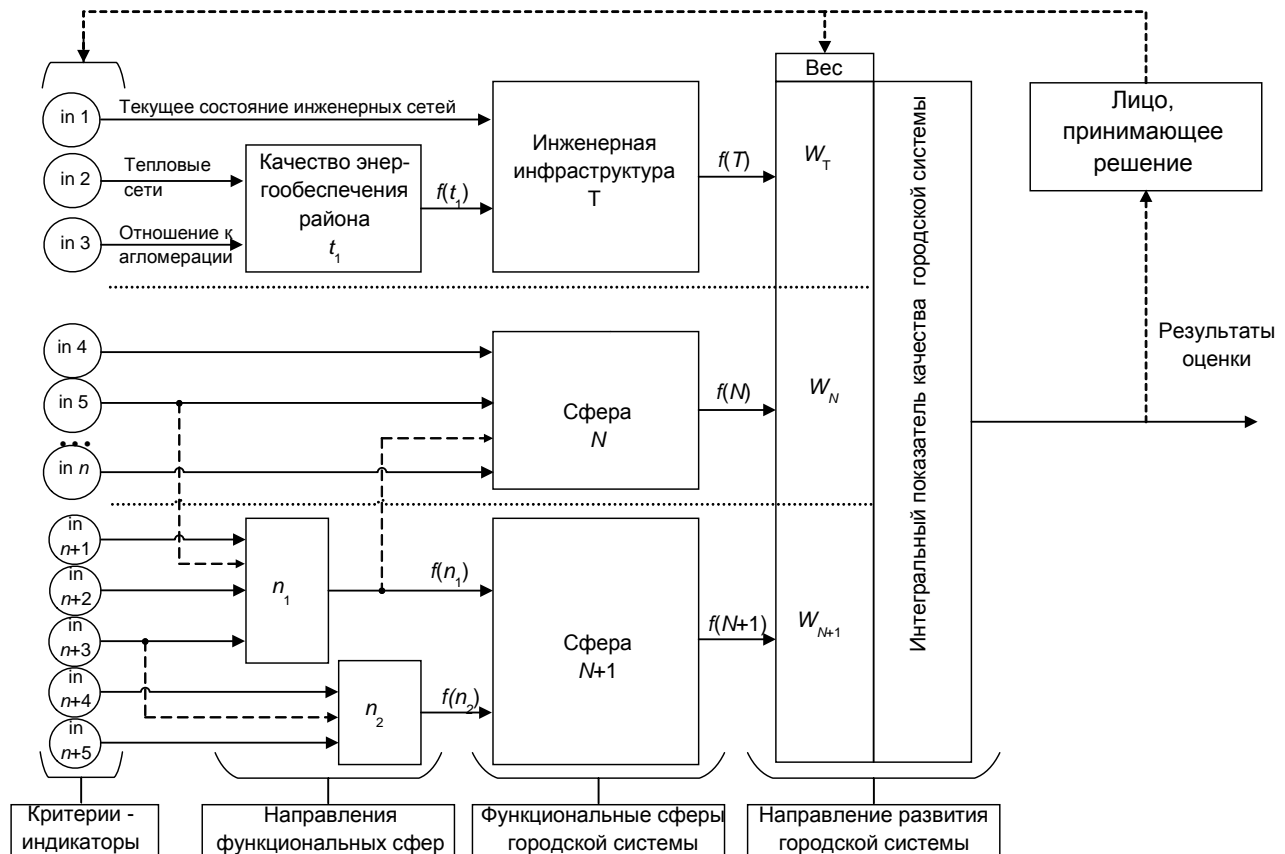 Вес
in 1
Текущее состояние инженерных сетей
in 2
Тепловые
сети
in 3
Отношение к
агломерации
Качество энер-
гообеспечения
района
t1
f(t1)
Инженерная
инфраструктура
T
f(T)
WT
Интегральный показатель качества городской системы
Лицо,
принимающее
решение
Результаты
оценки
in 4
in 5
...
in n
Сфера
N
f(N)
WN
in
n+1
in
n+2
in
n+3
in
n+4
in
n+5
n1
f(n1)
n2
f(n2)
Сфера
N+1
f(N+1)
WN+1
Критерии -
индикаторы
Направления
функциональных сфер
Функциональные сферы
городской системы
Направление развития
городской системы